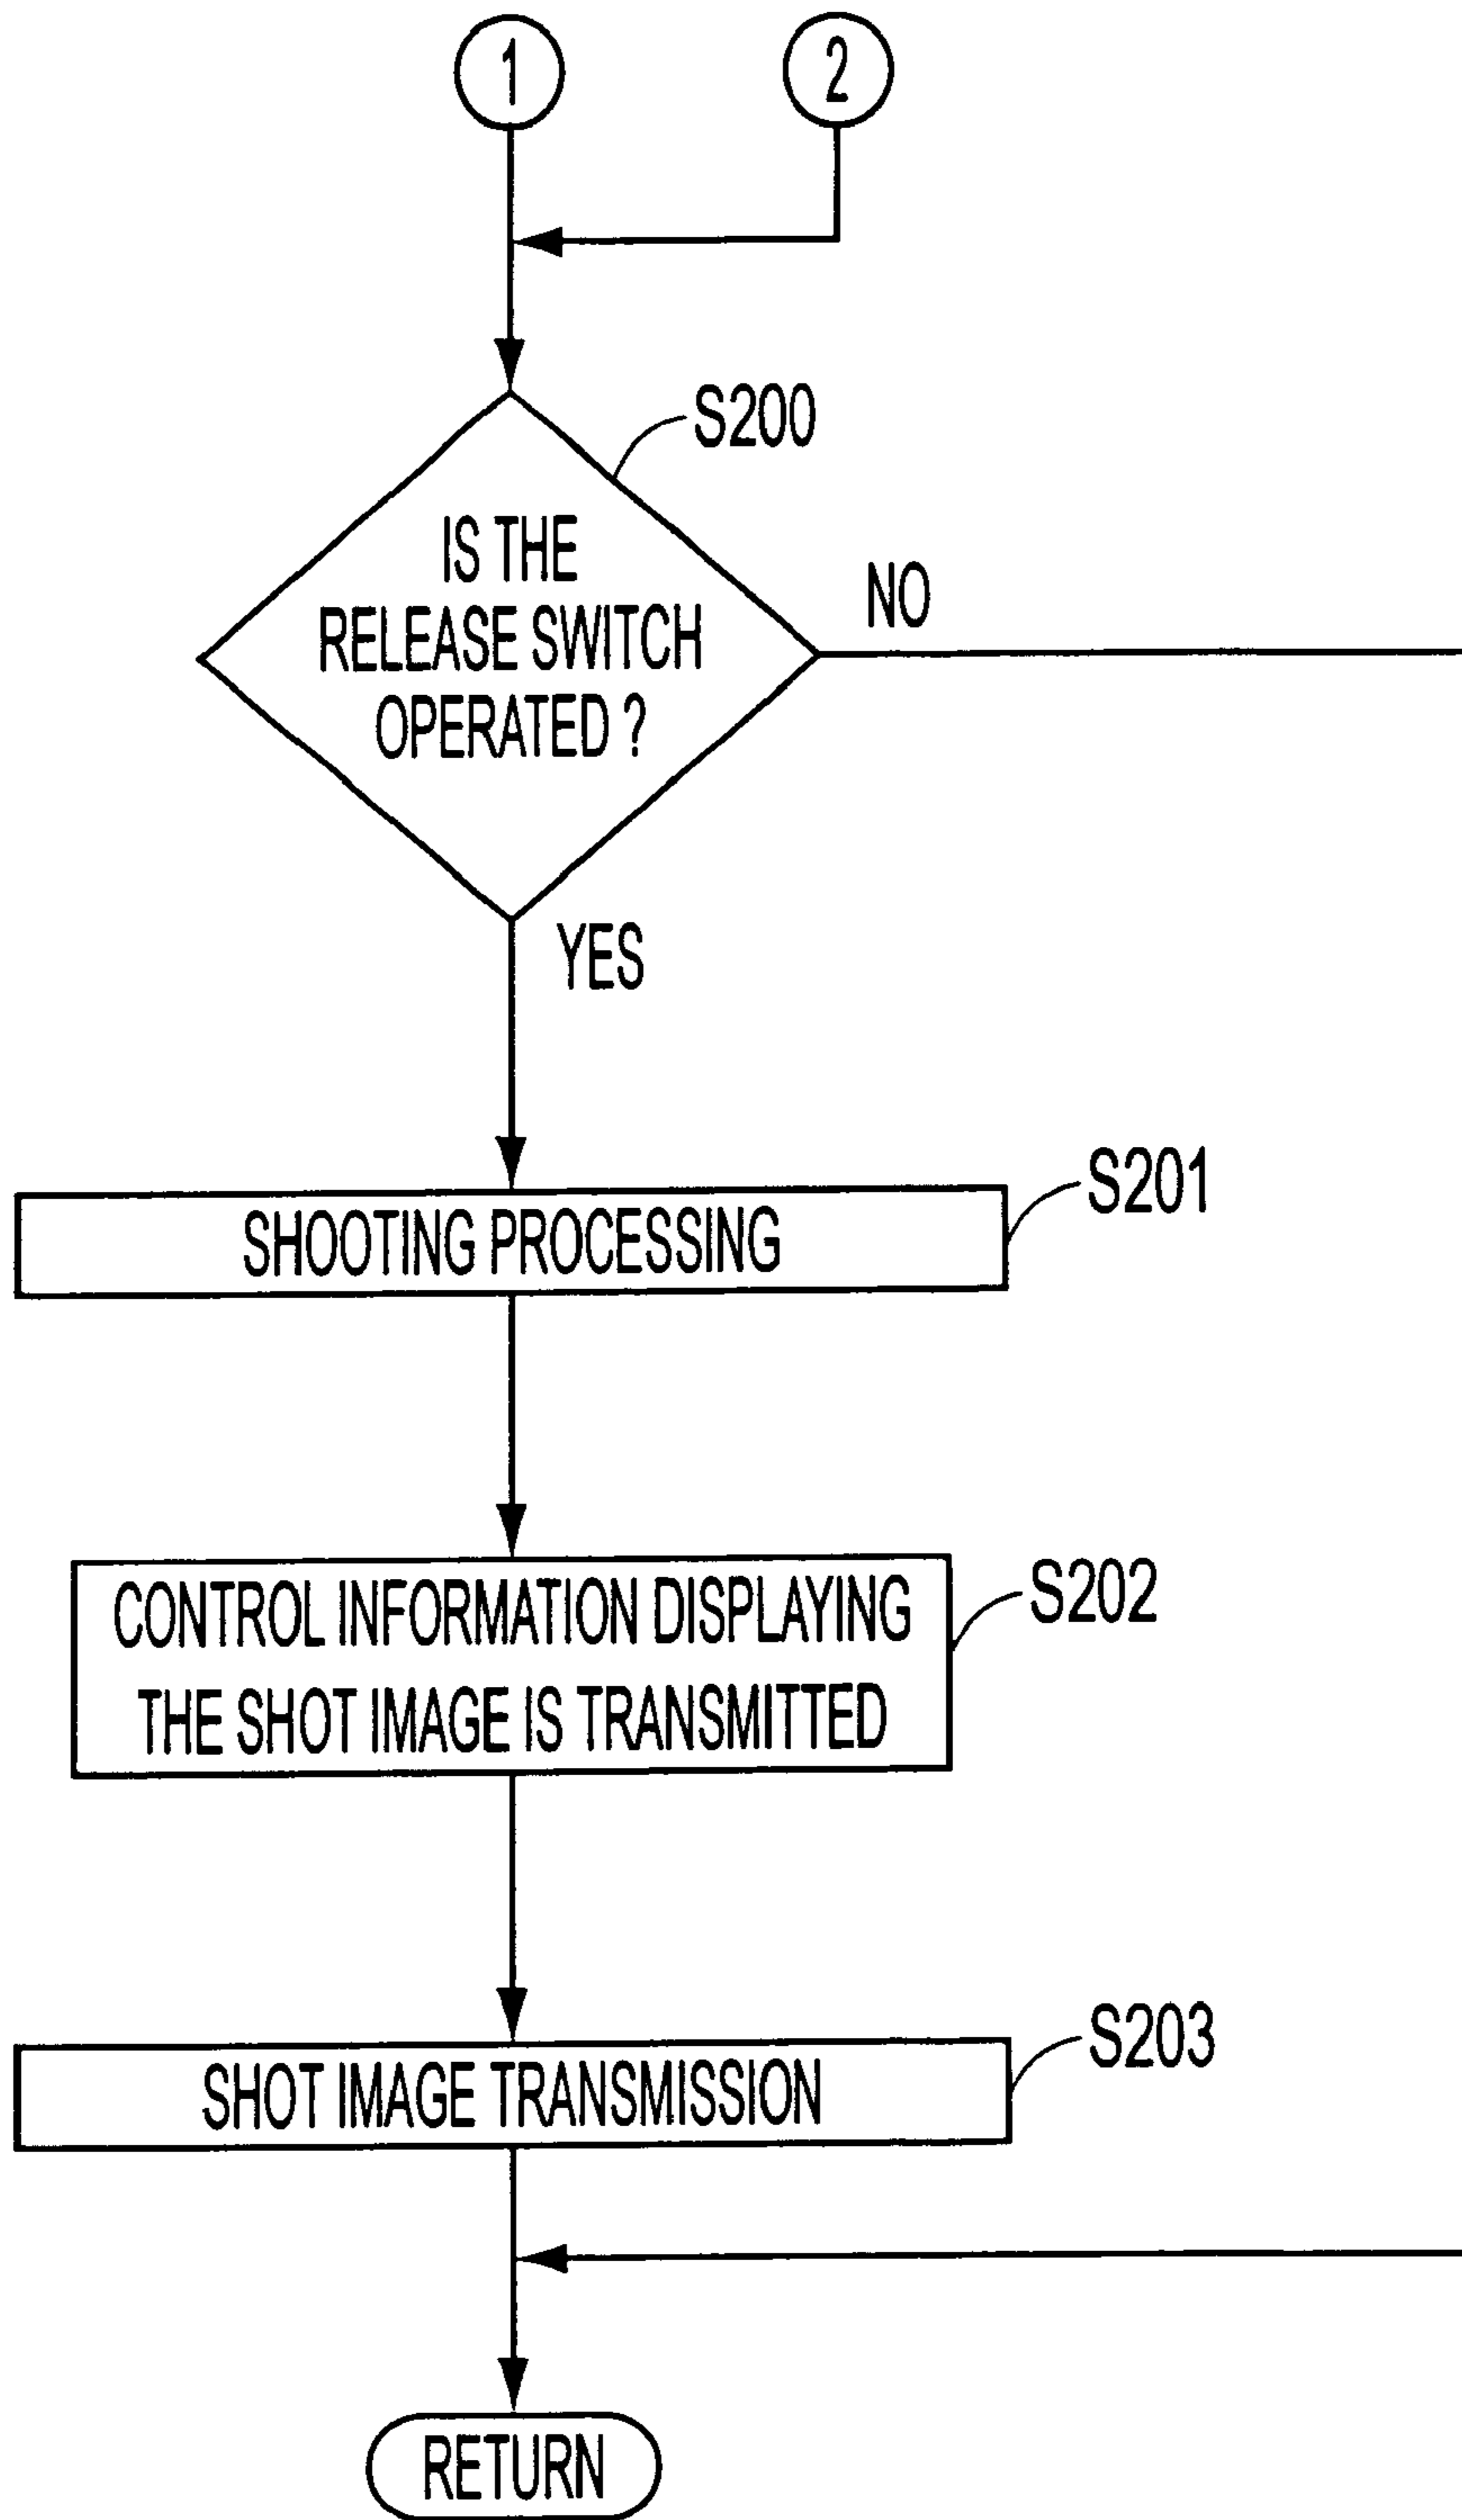 1
2
S200
IS THE
RELEASE SWITCH
OPERATED ?
NO
YES
S201
SHOOTING PROCESSING
S202
CONTROL INFORMATION DISPLAYING
THE SHOT IMAGE IS TRANSMITTED
S203
SHOT IMAGE TRANSMISSION
RETURN